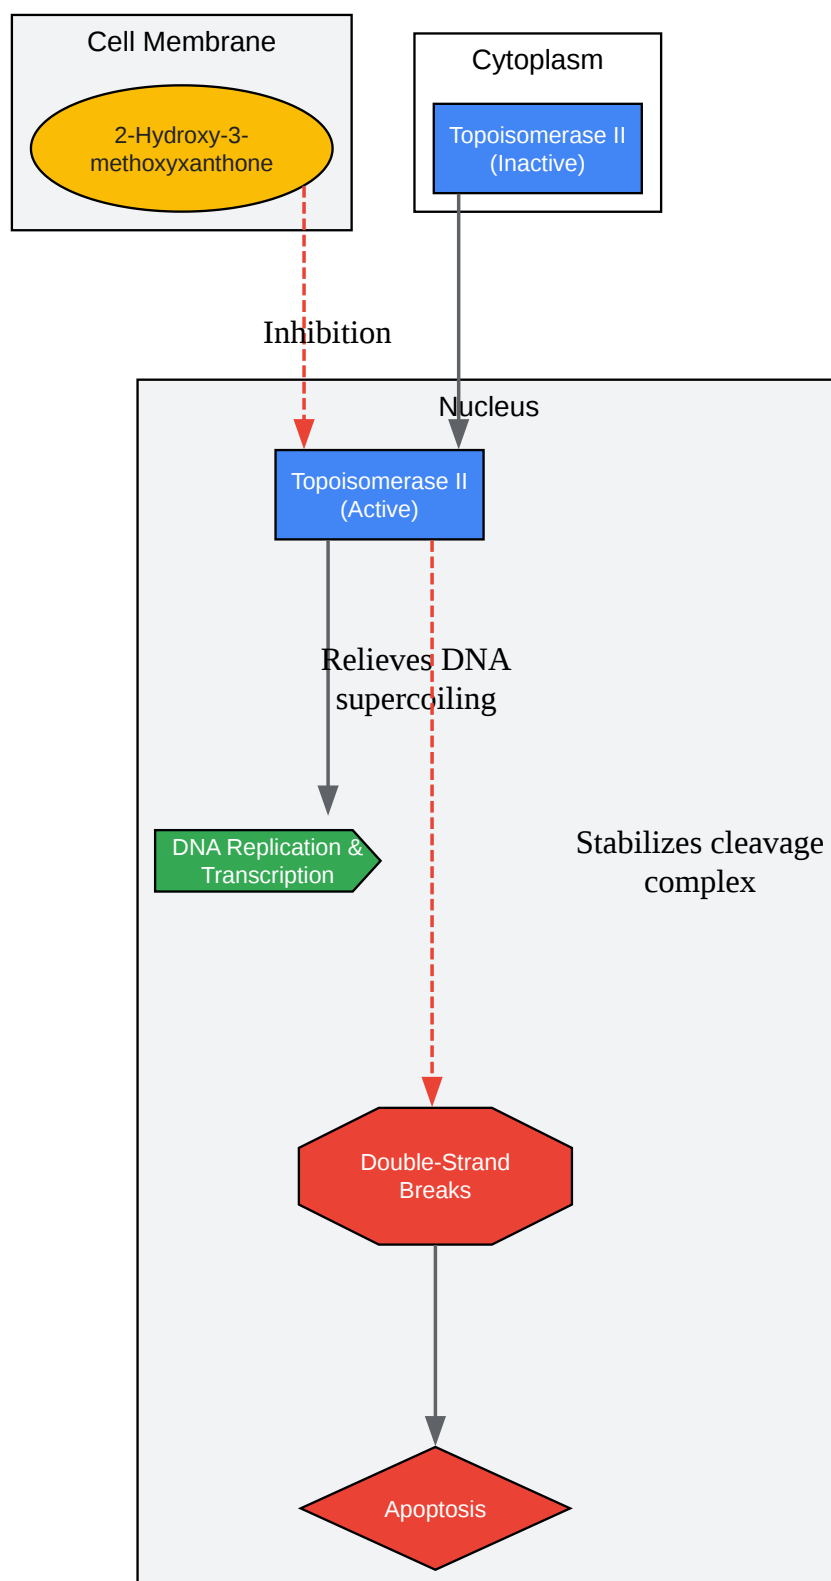 Cell Membrane
2-Hydroxy-3-
methoxyxanthone
Cytoplasm
Topoisomerase II
(Inactive)
Inhibition
Nucleus
Topoisomerase II
(Active)
Relieves DNA
supercoiling
DNA Replication &
Transcription
Stabilizes cleavage
complex
Double-Strand
Breaks
Apoptosis